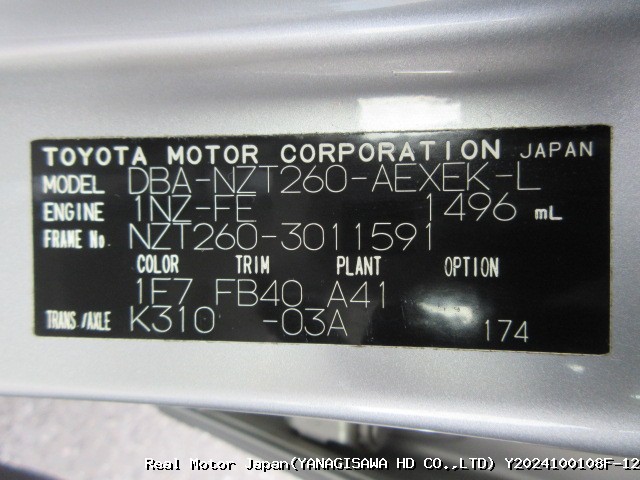 TOYOTA MOTOR CORPORATION JAPAN
MODEL DBA-NZT260-AEXEK-L
ENGINE 1NZ-FE 1496 mL
FRAME No NZT260-3011591
COLOR TRIM PLANT OPTION
1F7 FB40 A41
TRANS./AXLE K310 -03A 174
Real Motor Japan(YANAGISAWA HD CO.,LTD) Y2024100108F-12